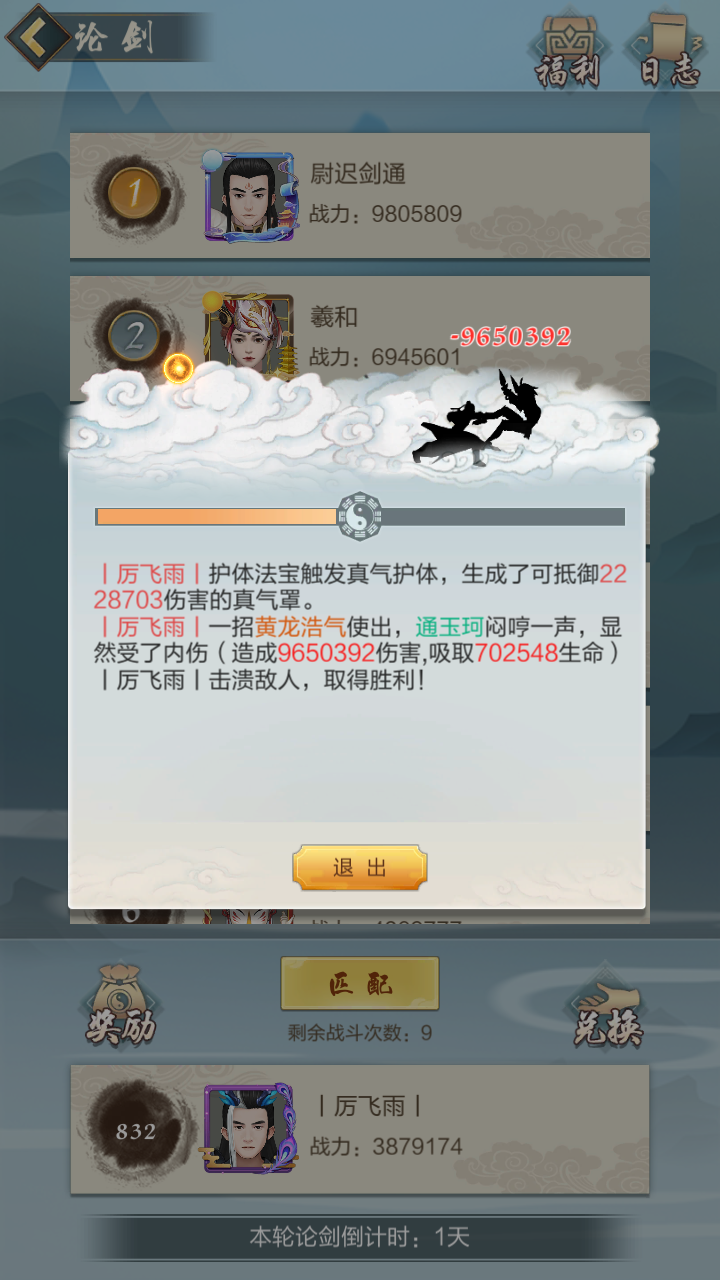 论剑
福利
日志
1
尉迟剑通
战力：9805809
2
羲和
战力：6945601
-9650392
丨厉飞雨丨护体法宝触发真气护体，生成了可抵御22
28703伤害的真气罩。
丨厉飞雨丨一招黄龙浩气使出，通玉珂闷哼一声，显
然受了内伤（造成9650392伤害,吸取702548生命）
丨厉飞雨丨击溃敌人，取得胜利！
退出
6
匹配
奖励
剩余战斗次数：9
兑换
832
丨厉飞雨丨
战力：3879174
本轮论剑倒计时：1天